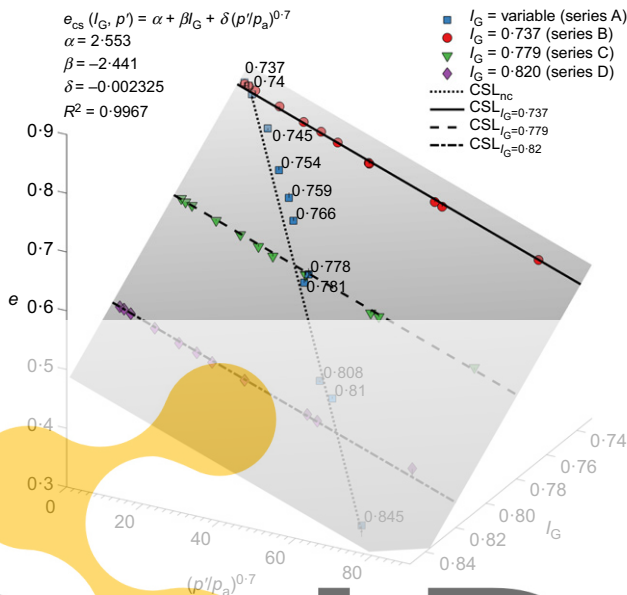 e_cs (I_G, p′) = α + βI_G + δ(p′/p_a)^0·7
α = 2·553
β = −2·441
δ = −0·002325
R² = 0·9967
I_G = variable (series A)
I_G = 0·737 (series B)
I_G = 0·779 (series C)
I_G = 0·820 (series D)
CSL_nc
CSL_I_G=0·737
CSL_I_G=0·779
CSL_I_G=0·82
0·737
0·74
0·745
0·754
0·759
0·766
0·778
0·781
0·808
0·81
0·845
0·9
0·8
0·7
0·6
0·5
0·4
0·3
e
0
20
40
60
80
(p′/p_a)^0·7
0·74
0·76
0·78
0·80
0·82
0·84
I_G